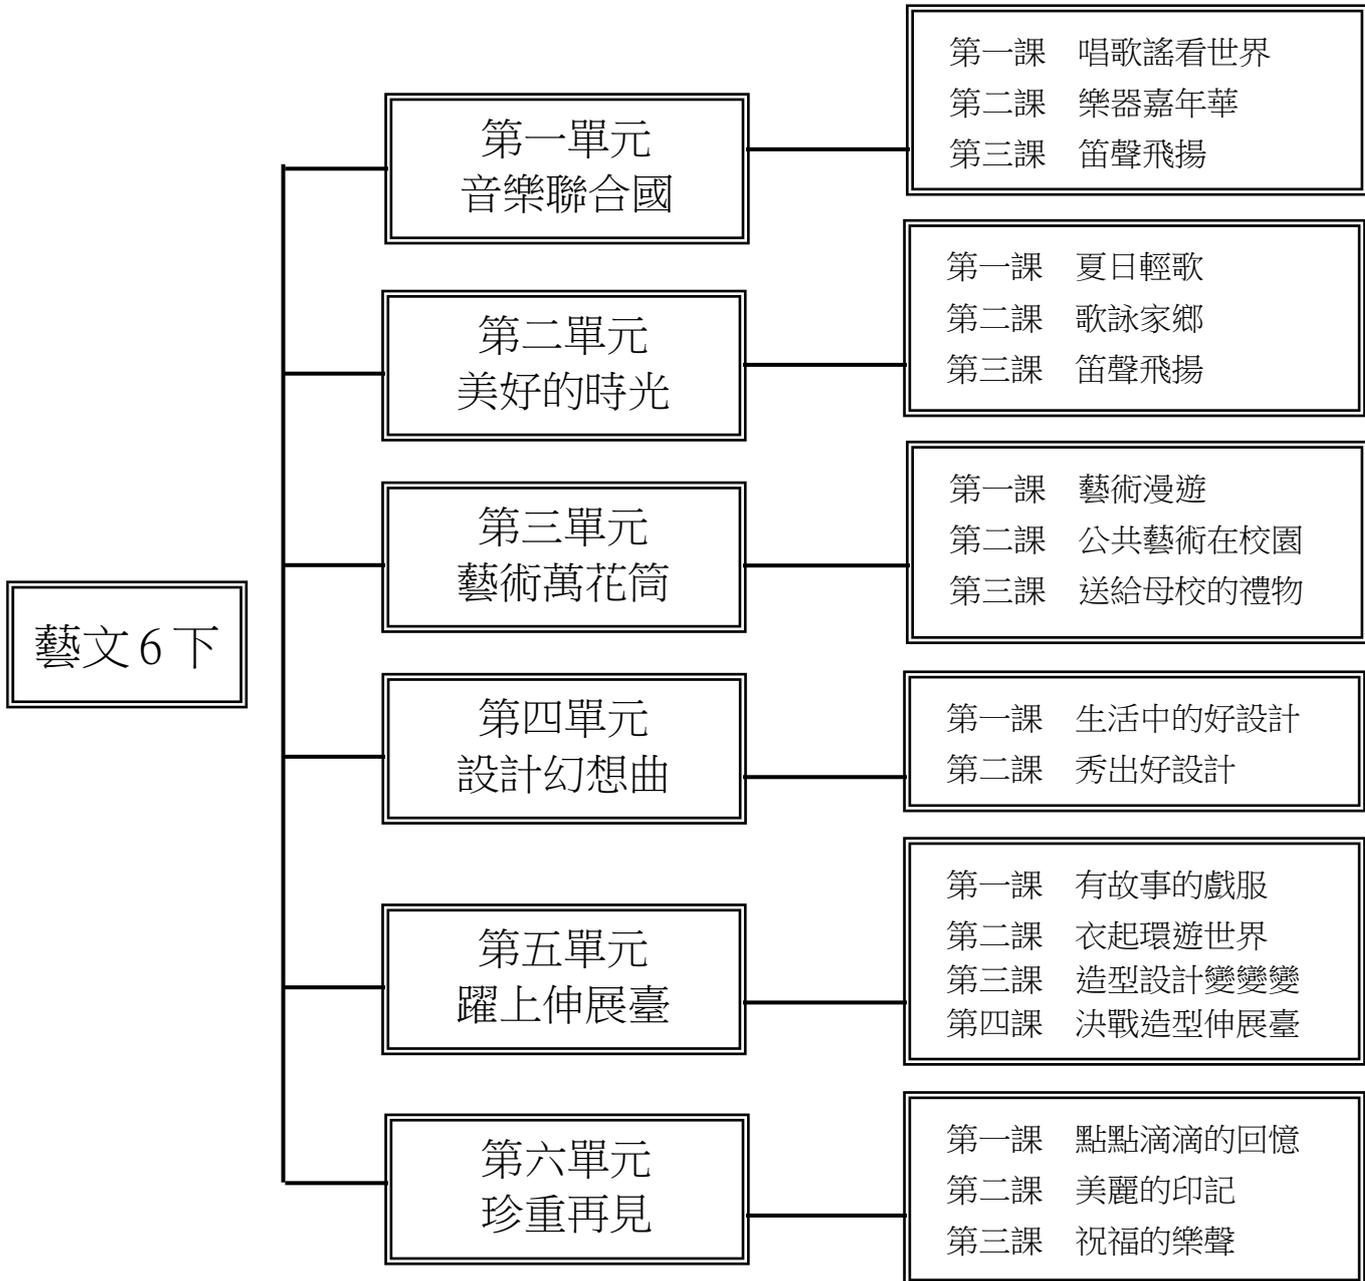 藝文6下
第一單元
音樂聯合國
第一課　唱歌謠看世界
第二課　樂器嘉年華
第三課　笛聲飛揚
第二單元
美好的時光
第一課　夏日輕歌
第二課　歌詠家鄉
第三課　笛聲飛揚
第三單元
藝術萬花筒
第一課　藝術漫遊
第二課　公共藝術在校園
第三課　送給母校的禮物
第四單元
設計幻想曲
第一課　生活中的好設計
第二課　秀出好設計
第五單元
躍上伸展臺
第一課　有故事的戲服
第二課　衣起環遊世界
第三課　造型設計變變變
第四課　決戰造型伸展臺
第六單元
珍重再見
第一課　點點滴滴的回憶
第二課　美麗的印記
第三課　祝福的樂聲